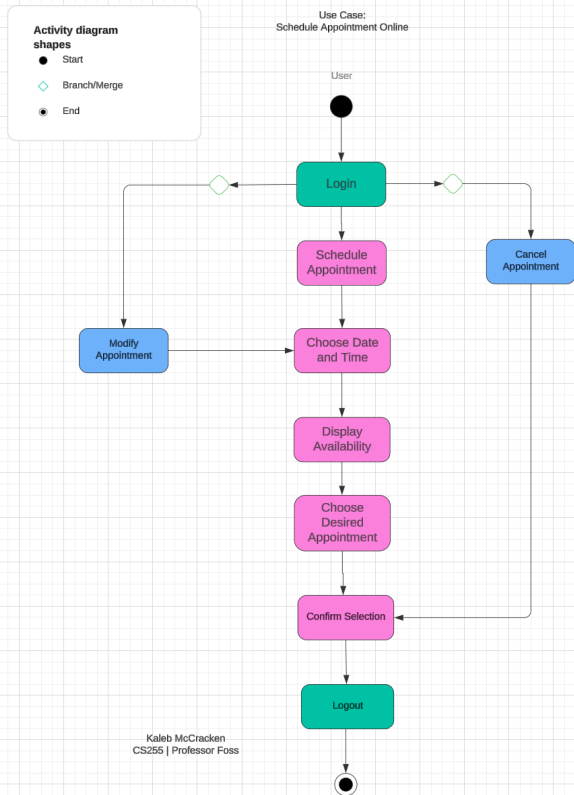 Activity diagram
shapes
Start
Branch/Merge
End
Use Case:
Schedule Appointment Online
User
Login
Schedule
Appointment
Cancel
Appointment
Modify
Appointment
Choose Date
and Time
Display
Availability
Choose
Desired
Appointment
Confirm Selection
Logout
Kaleb McCracken
CS255 | Professor Foss